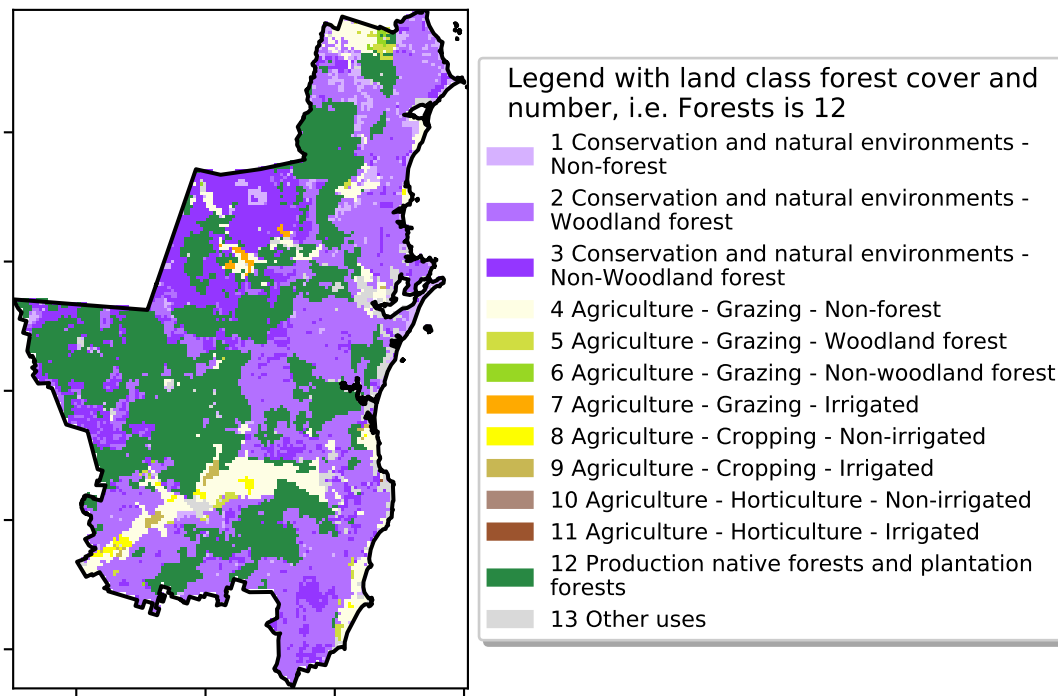 Legend with land class forest cover and
number, i.e. Forests is 12
1 Conservation and natural environments -
Non-forest
2 Conservation and natural environments -
Woodland forest
3 Conservation and natural environments -
Non-Woodland forest
4 Agriculture - Grazing - Non-forest
5 Agriculture - Grazing - Woodland forest
6 Agriculture - Grazing - Non-woodland forest
7 Agriculture - Grazing - Irrigated
8 Agriculture - Cropping - Non-irrigated
9 Agriculture - Cropping - Irrigated
10 Agriculture - Horticulture - Non-irrigated
11 Agriculture - Horticulture - Irrigated
12 Production native forests and plantation
forests
13 Other uses